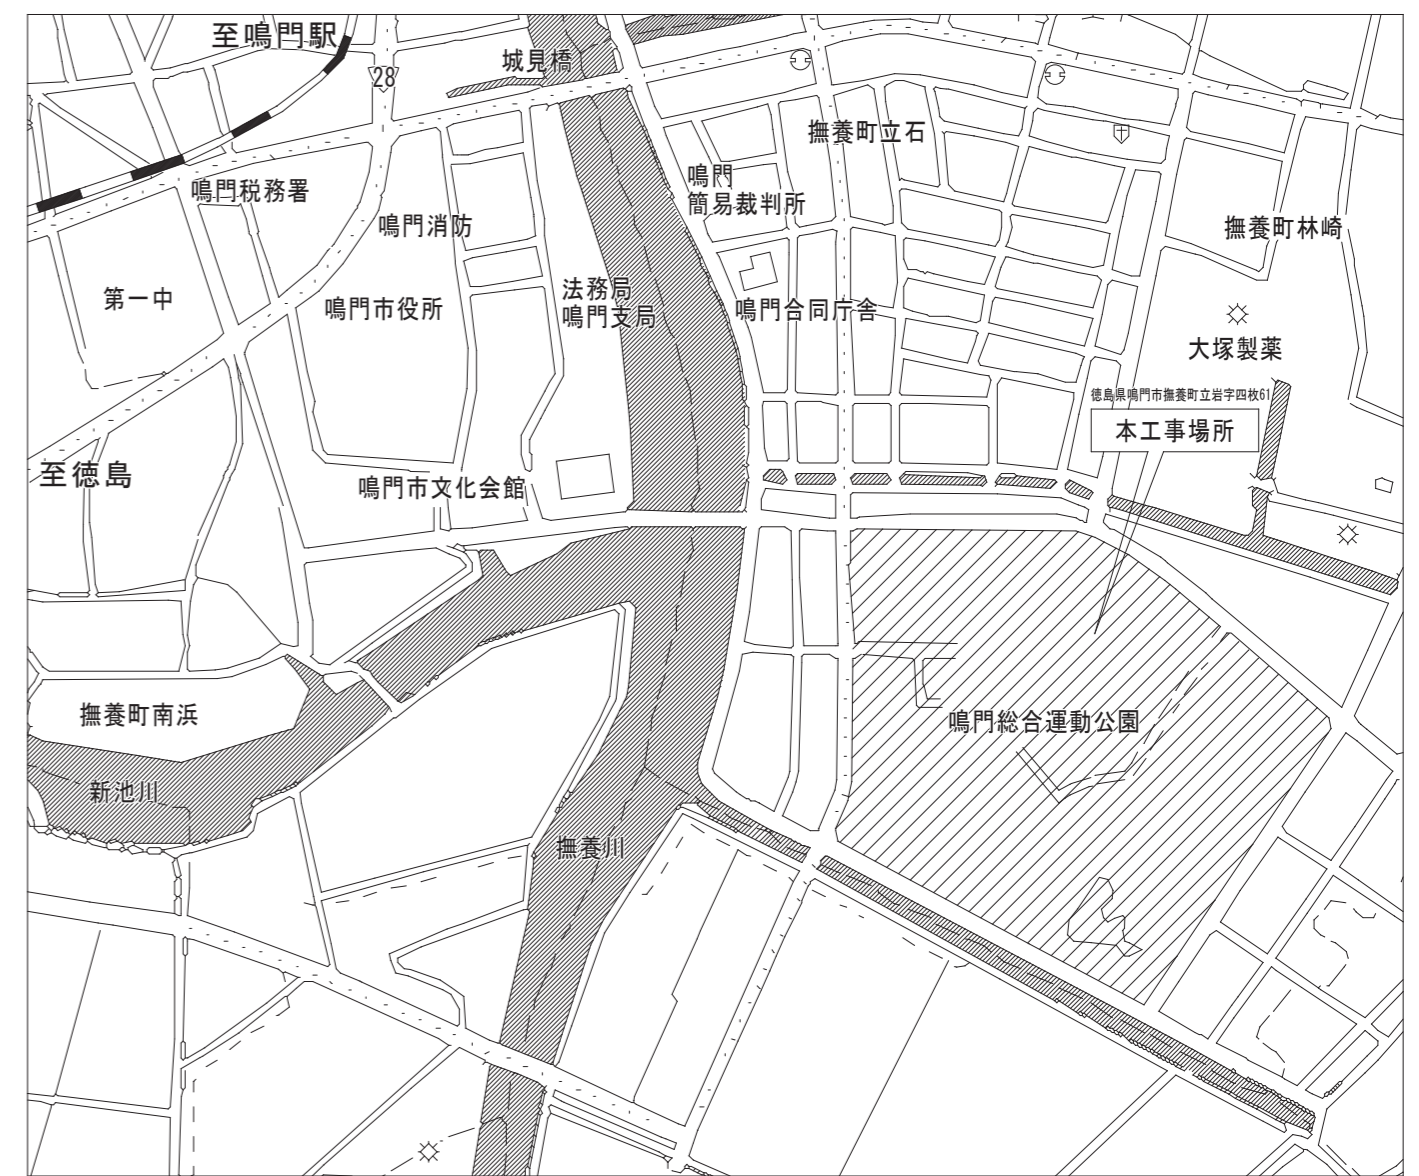 至鳴門駅
城見橋
28
撫養町立石
鳴門税務署
鳴門
簡易裁判所
鳴門消防
撫養町林崎
第一中
鳴門市役所
法務局
鳴門支局
鳴門合同庁舎
大塚製薬
徳島県鳴門市撫養町立岩字四枚61
本工事場所
至徳島
鳴門市文化会館
撫養町南浜
鳴門総合運動公園
新池川
撫養川